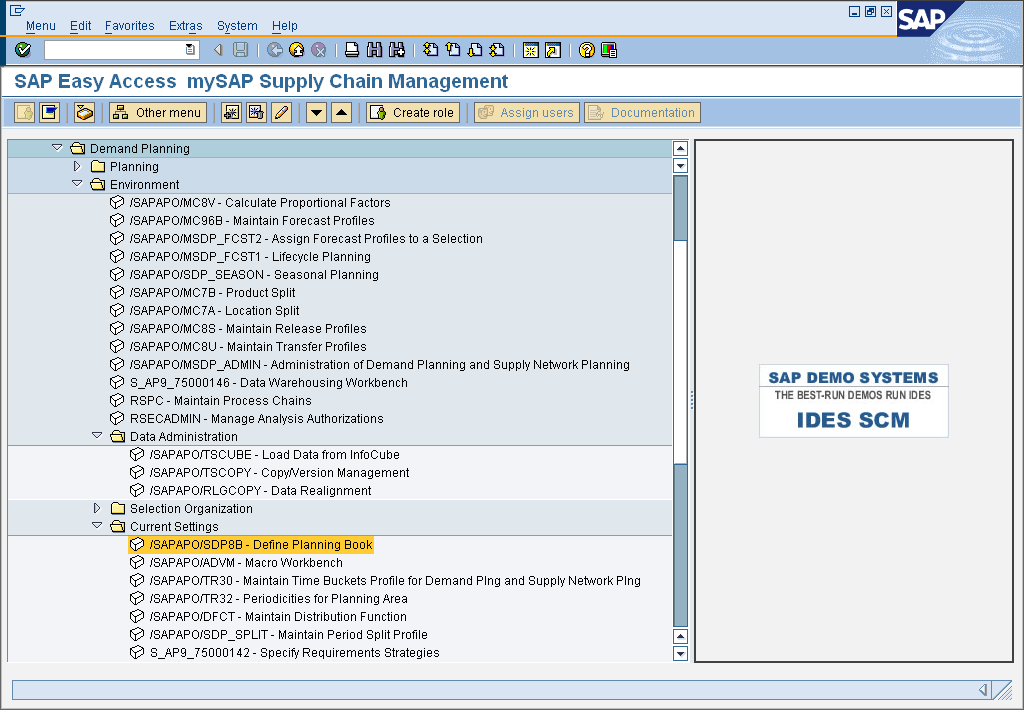 Menu Edit Favorites Extras System Help
SAP
SAP Easy Access mySAP Supply Chain Management
Other menu Create role Assign users Documentation
Demand Planning
Planning
Environment
/SAPAPO/MC8V - Calculate Proportional Factors
/SAPAPO/MC96B - Maintain Forecast Profiles
/SAPAPO/MSDP_FCST2 - Assign Forecast Profiles to a Selection
/SAPAPO/MSDP_FCST1 - Lifecycle Planning
/SAPAPO/SDP_SEASON - Seasonal Planning
/SAPAPO/MC7B - Product Split
/SAPAPO/MC7A - Location Split
/SAPAPO/MC8S - Maintain Release Profiles
/SAPAPO/MC8U - Maintain Transfer Profiles
/SAPAPO/MSDP_ADMIN - Administration of Demand Planning and Supply Network Planning
S_AP9_75000146 - Data Warehousing Workbench
RSPC - Maintain Process Chains
RSECADMIN - Manage Analysis Authorizations
Data Administration
/SAPAPO/TSCUBE - Load Data from InfoCube
/SAPAPO/TSCOPY - Copy/Version Management
/SAPAPO/RLGCOPY - Data Realignment
Selection Organization
Current Settings
/SAPAPO/SDP8B - Define Planning Book
/SAPAPO/ADVM - Macro Workbench
/SAPAPO/TR30 - Maintain Time Buckets Profile for Demand Plng and Supply Network Plng
/SAPAPO/TR32 - Periodicities for Planning Area
/SAPAPO/DFCT - Maintain Distribution Function
/SAPAPO/SDP_SPLIT - Maintain Period Split Profile
S_AP9_75000142 - Specify Requirements Strategies
SAP DEMO SYSTEMS
THE BEST-RUN DEMOS RUN IDES
IDES SCM